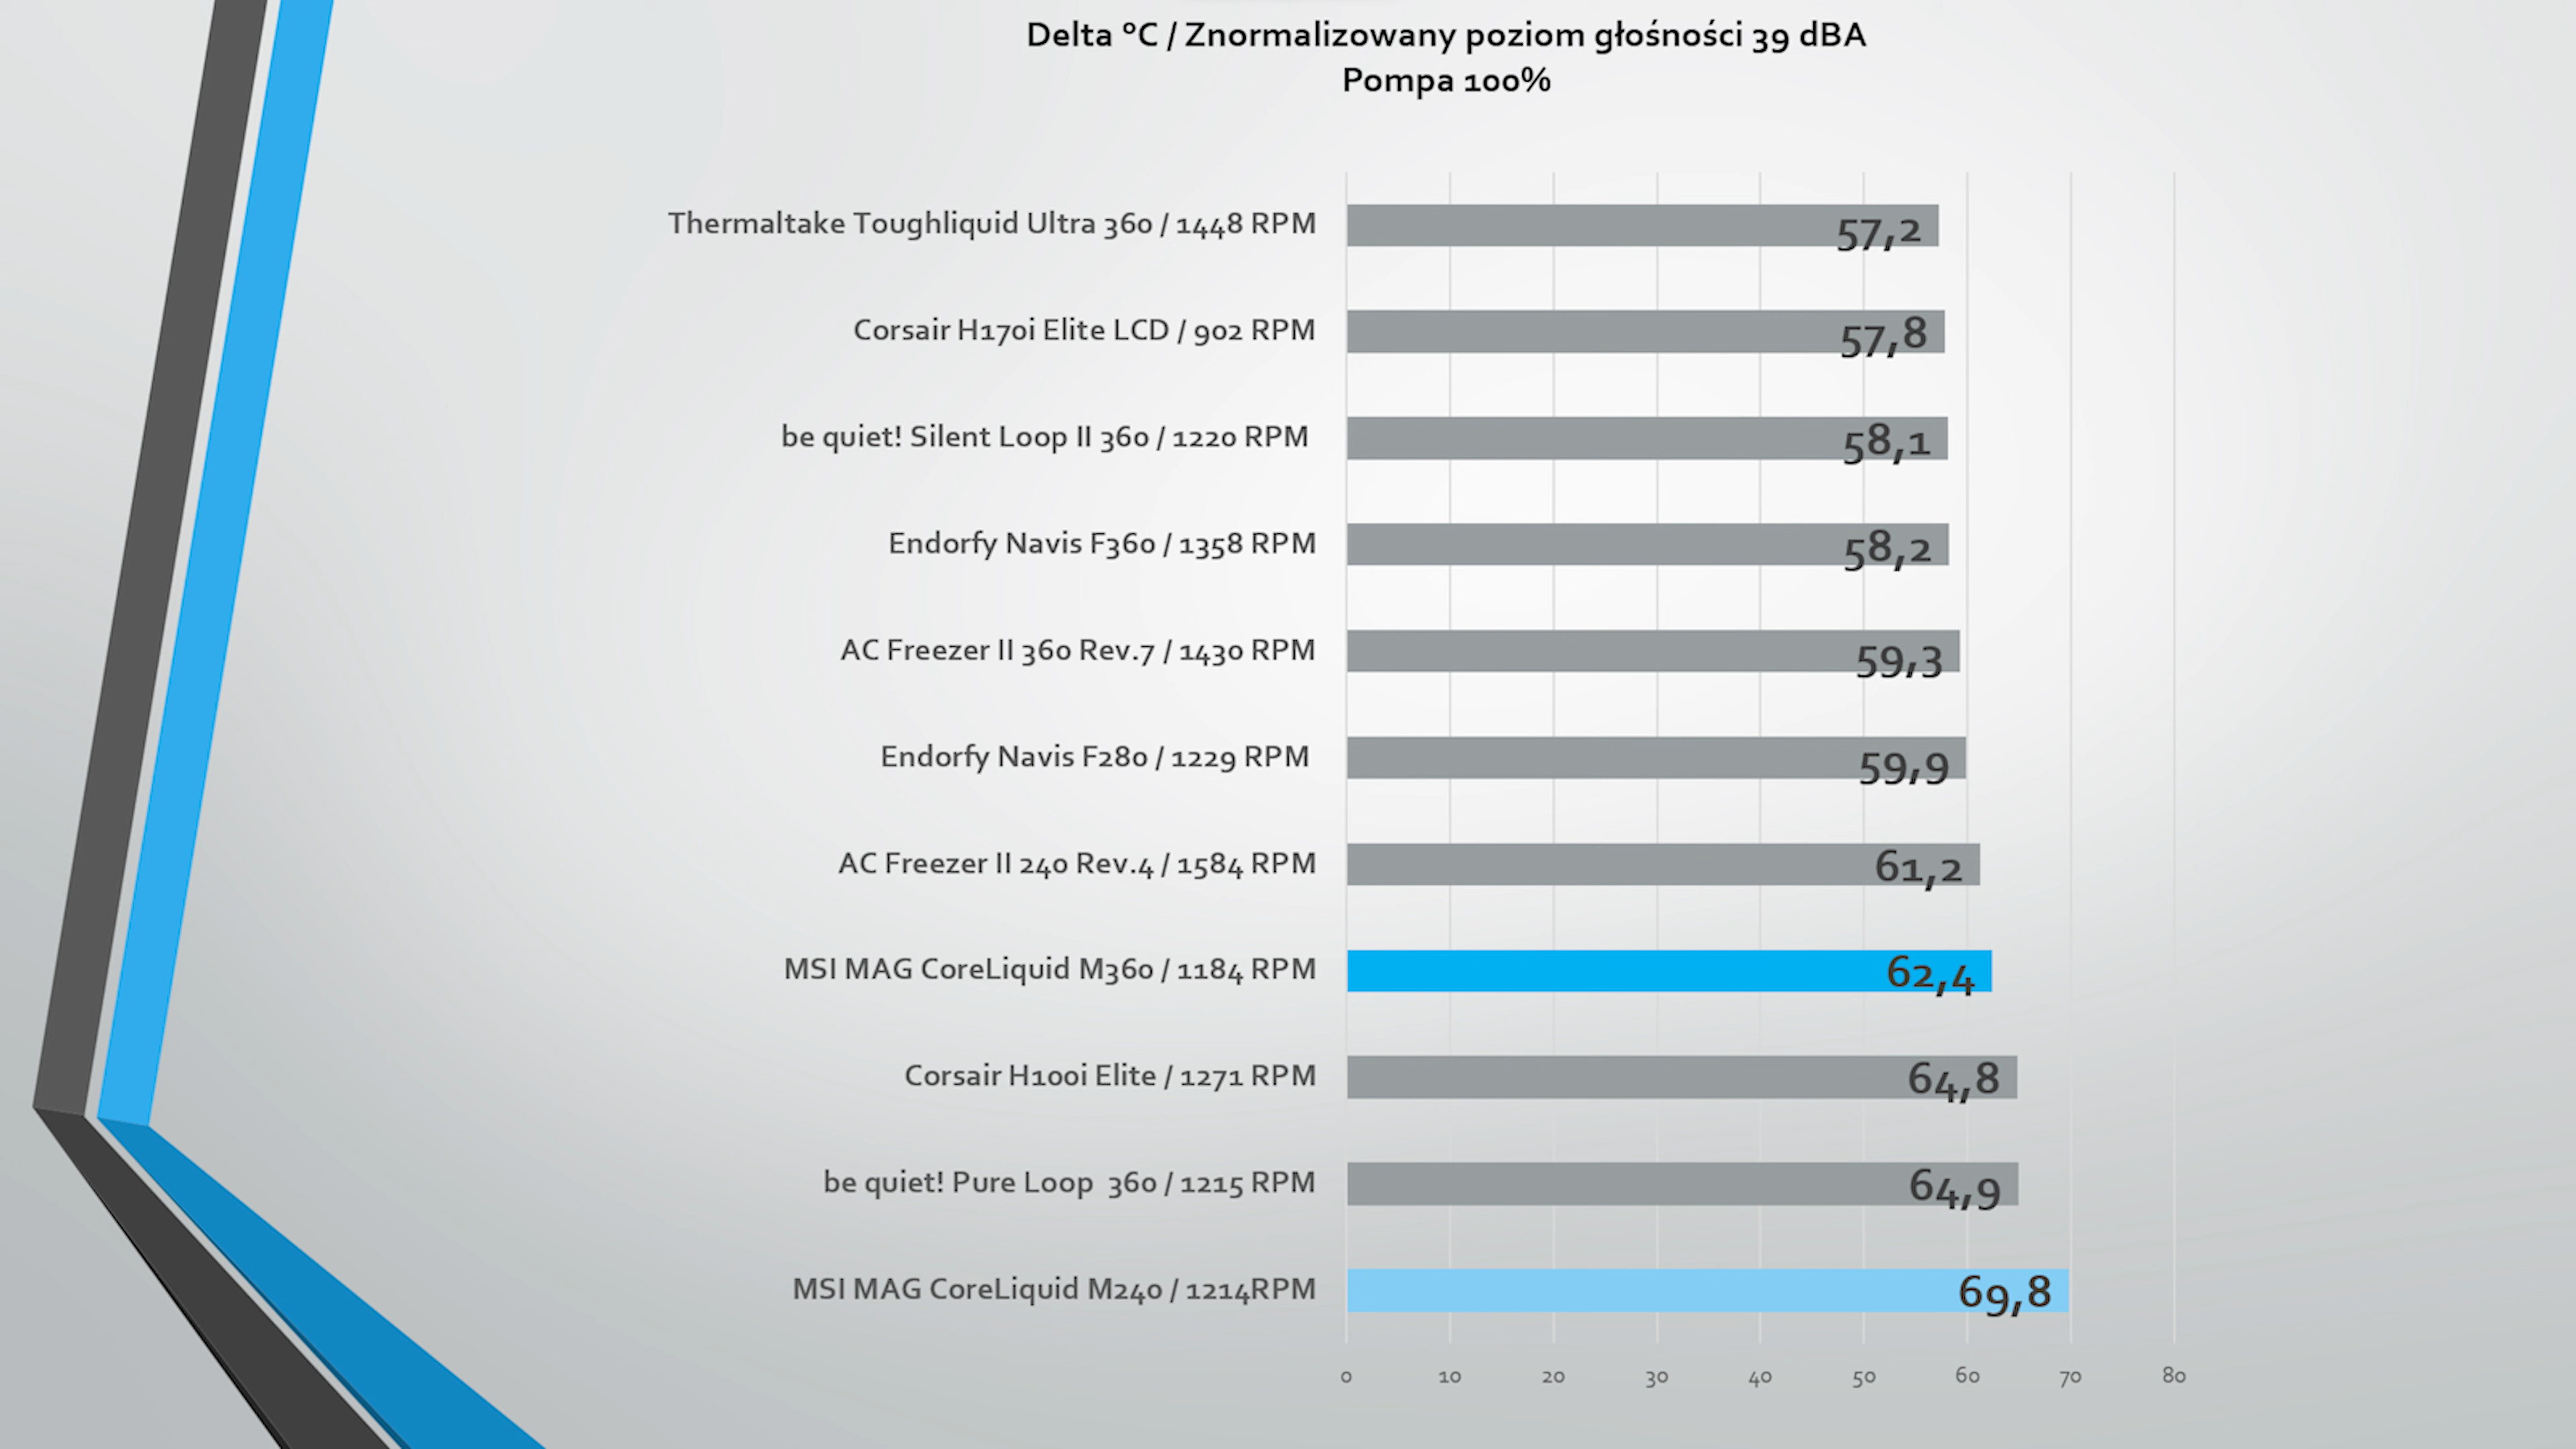 Delta °C / Znormalizowany poziom głośności 39 dBA
Pompa 100%
Thermaltake Toughliquid Ultra 360 / 1448 RPM 57,2
Corsair H170i Elite LCD / 902 RPM 57,8
be quiet! Silent Loop II 360 / 1220 RPM 58,1
Endorfy Navis F360 / 1358 RPM 58,2
AC Freezer II 360 Rev.7 / 1430 RPM 59,3
Endorfy Navis F280 / 1229 RPM 59,9
AC Freezer II 240 Rev.4 / 1584 RPM 61,2
MSI MAG CoreLiquid M360 / 1184 RPM 62,4
Corsair H100i Elite / 1271 RPM 64,8
be quiet! Pure Loop  360 / 1215 RPM 64,9
MSI MAG CoreLiquid M240 / 1214RPM 69,8
0 10 20 30 40 50 60 70 80